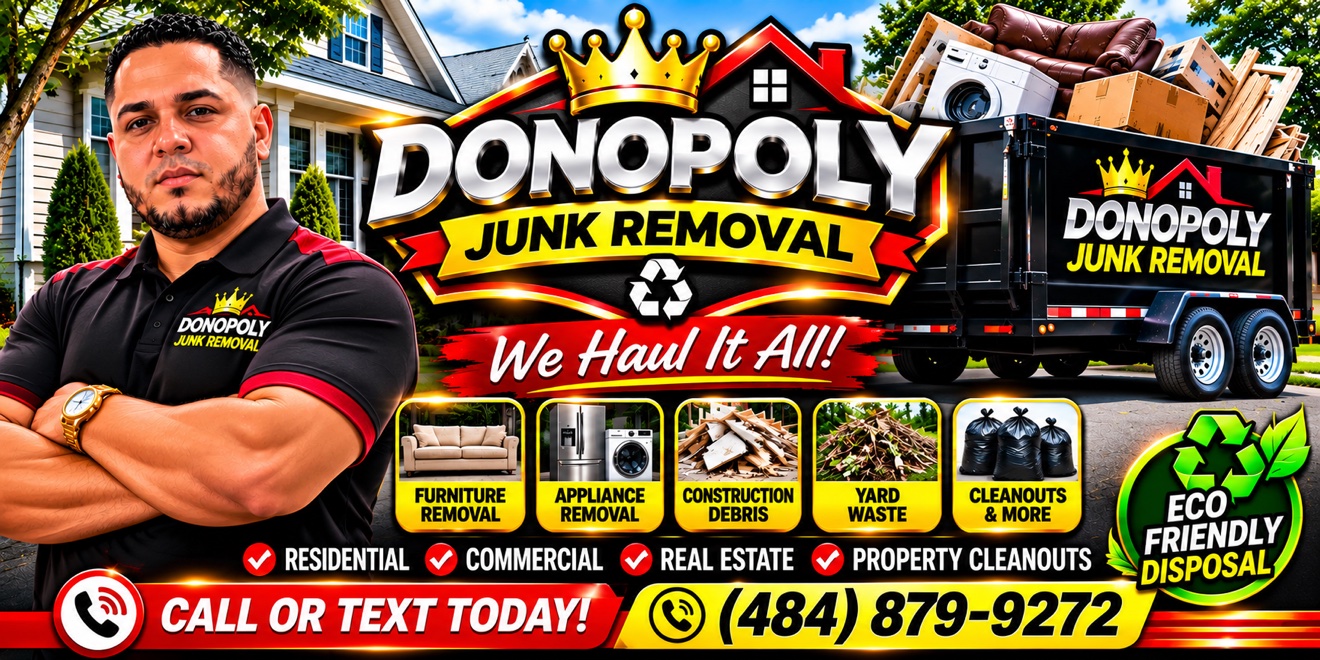 DONOPOLY
JUNK REMOVAL
We Haul It All!
DONOPOLY
JUNK REMOVAL
DONOPOLY
JUNK REMOVAL
FURNITURE
REMOVAL
APPLIANCE
REMOVAL
CONSTRUCTION
DEBRIS
YARD
WASTE
CLEANOUTS
& MORE
RESIDENTIAL
COMMERCIAL
REAL ESTATE
PROPERTY CLEANOUTS
ECO
FRIENDLY
DISPOSAL
CALL OR TEXT TODAY!
(484) 879-9272